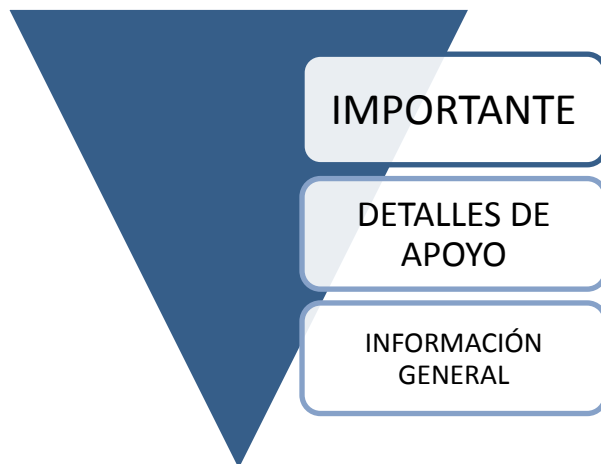 IMPORTANTE
DETALLES DE
APOYO
INFORMACIÓN
GENERAL